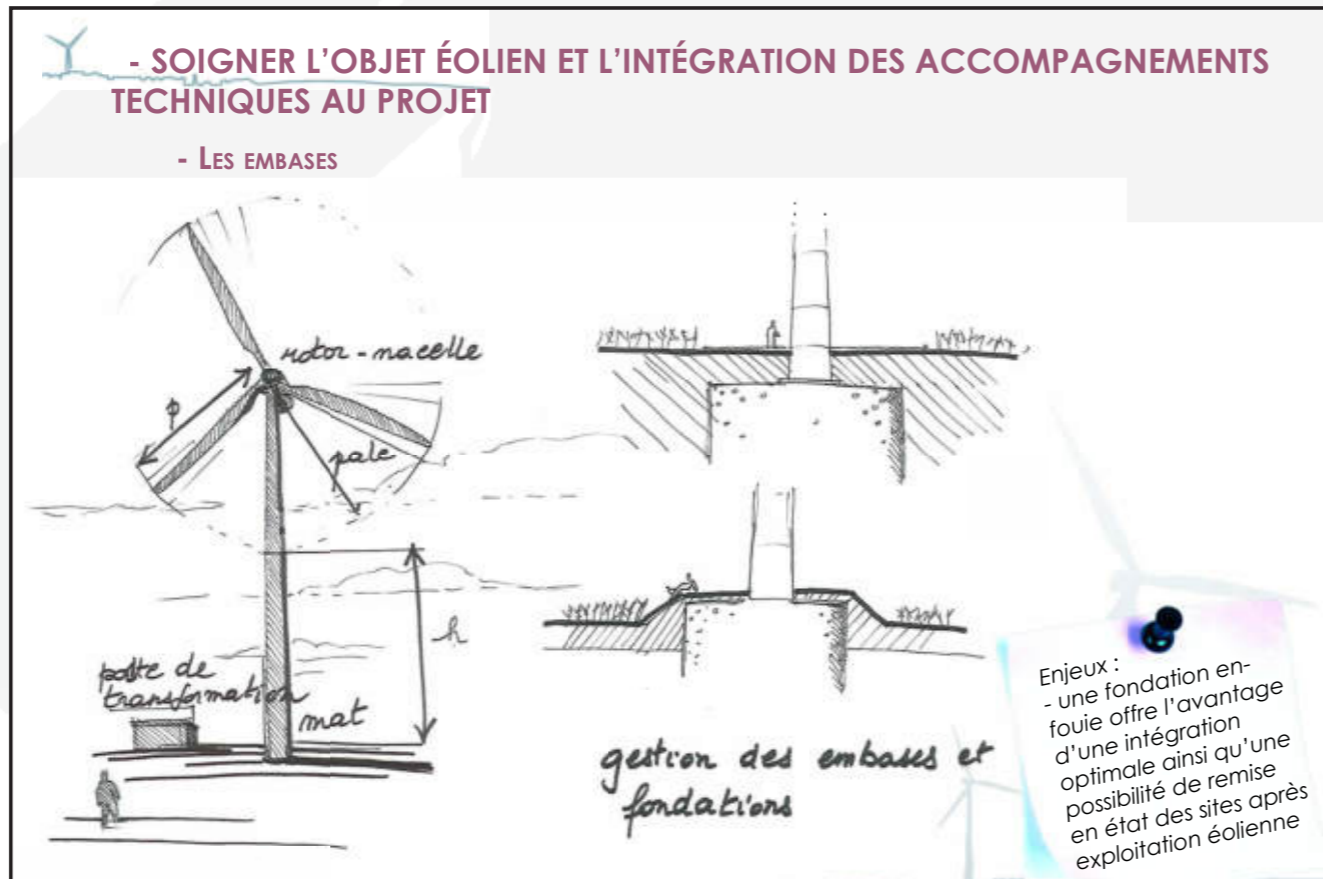 - SOIGNER L'OBJET ÉOLIEN ET L'INTÉGRATION DES ACCOMPAGNEMENTS
TECHNIQUES AU PROJET
- LES EMBASES
rotor-nacelle
ϕ
pale
h
poste de
transformation
mat
gestion des embases et
fondations
Enjeux :
- une fondation en-
fouie offre l'avantage
d'une intégration
optimale ainsi qu'une
possibilité de remise
en état des sites après
exploitation éolienne